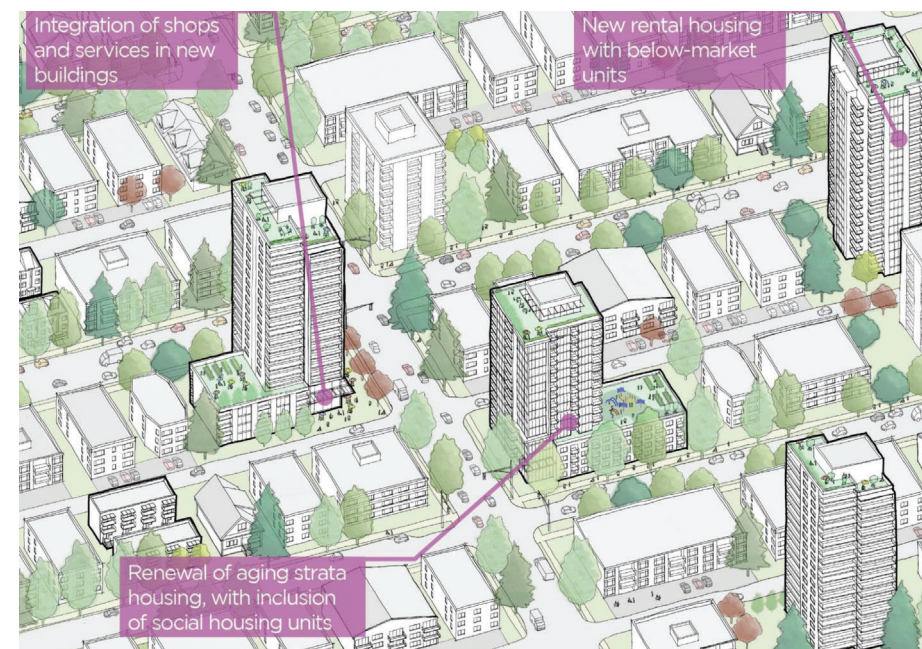 Integration of shops
and services in new
buildings
New rental housing
with below-market
units
Renewal of aging strata
housing, with inclusion
of social housing units